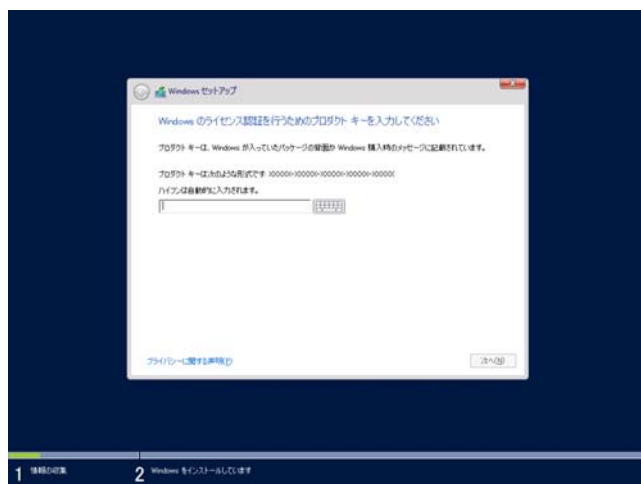 Windows セットアップ
Windows のライセンス認証を行うためのプロダクト キーを入力してください
プロダクト キーは、Windows が入っていたパッケージの背面か Windows 購入時のメッセージに記載されています。
プロダクト キーは次のような形式です XXXXX-XXXXX-XXXXX-XXXXX-XXXXX
ハイフンは自動的に入力されます。
プライバシーに関する声明(P)
次へ(N)
1 情報の収集
2 Windows をインストールしています